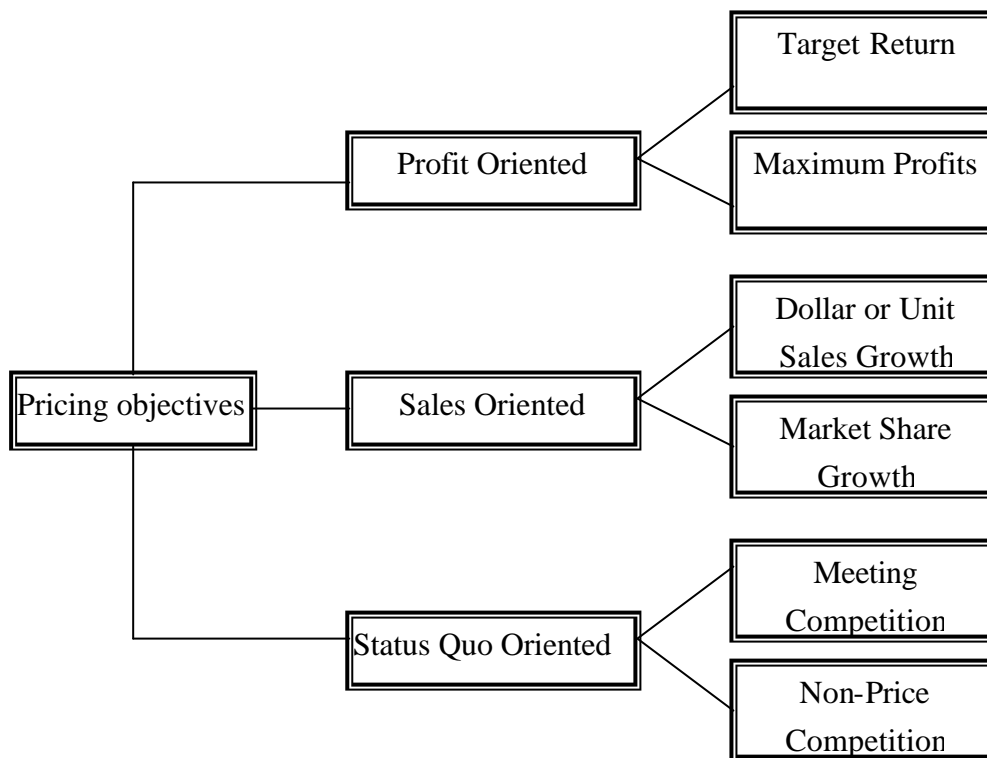 Target Return
Profit Oriented
Maximum Profits
Dollar or Unit
Sales Growth
Pricing objectives
Sales Oriented
Market Share
Growth
Meeting
Competition
Status Quo Oriented
Non-Price
Competition